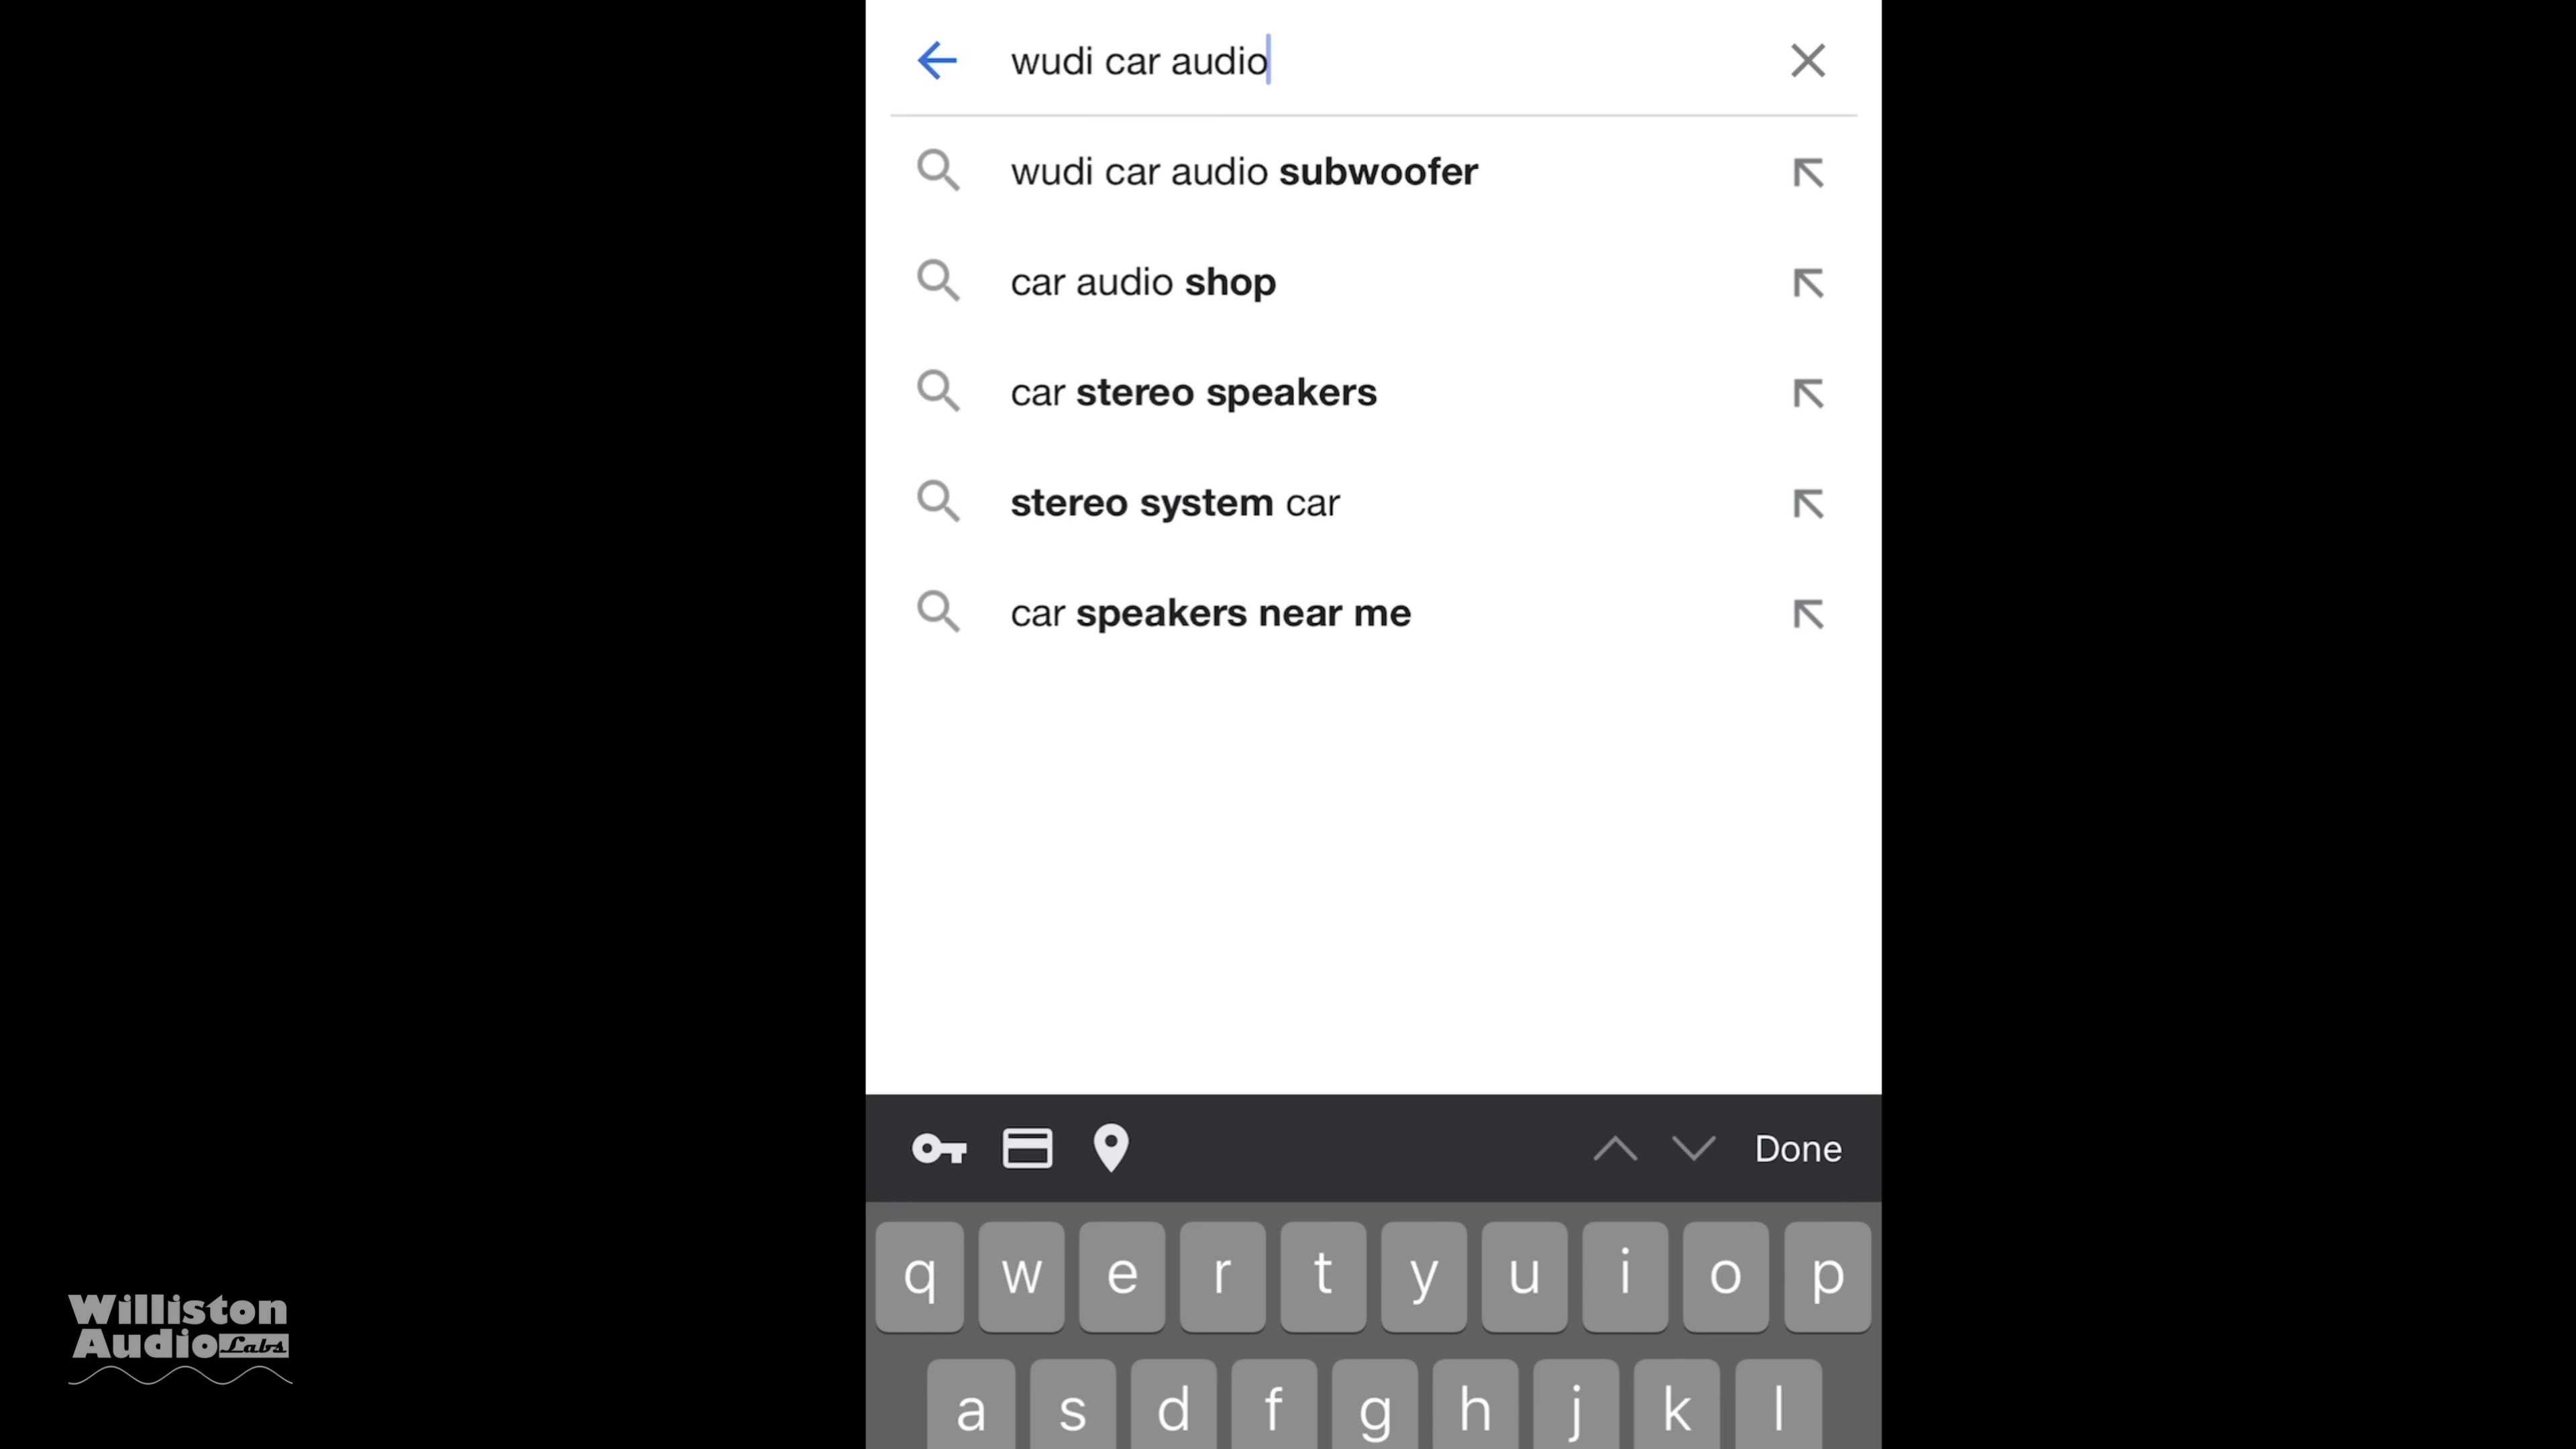 wudi car audio
wudi car audio subwoofer
car audio shop
car stereo speakers
stereo system car
car speakers near me
Done
q w e r t y u i o p
a s d f g h j k l
Williston
Audio Labs